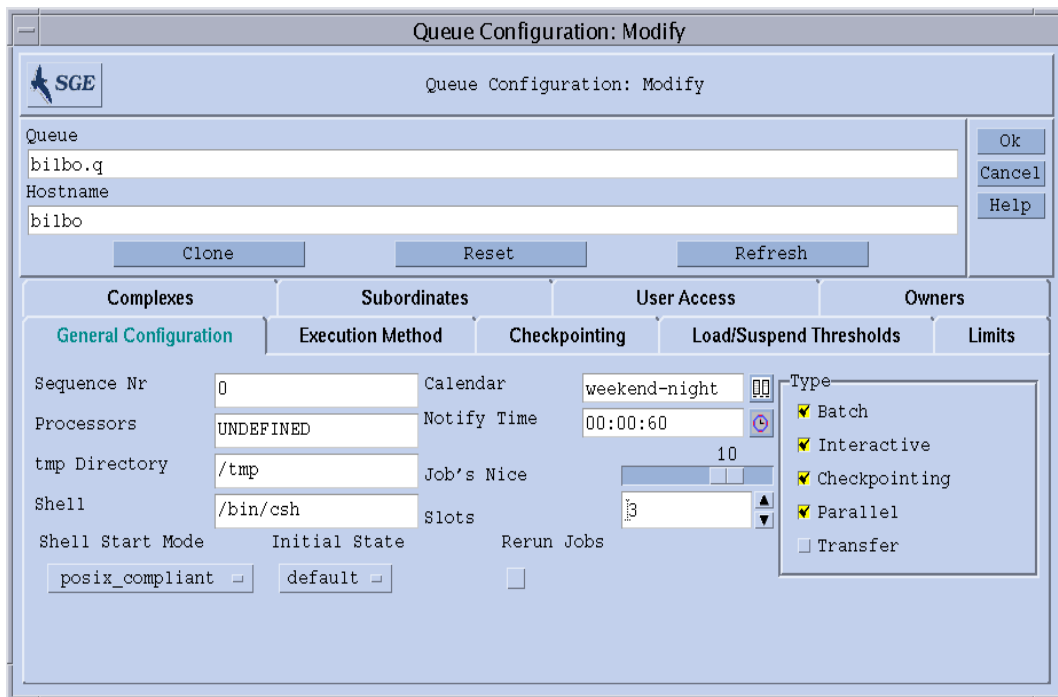 Queue Configuration: Modify
SGE
Queue Configuration: Modify
Queue
bilbo.q
Hostname
bilbo
Clone Reset Refresh
Ok
Cancel
Help
Complexes Subordinates User Access Owners
General Configuration Execution Method Checkpointing Load/Suspend Thresholds Limits
Sequence Nr 0
Processors UNDEFINED
tmp Directory /tmp
Shell /bin/csh
Shell Start Mode Initial State Rerun Jobs
posix_compliant default
Calendar weekend-night
Notify Time 00:00:60
Job's Nice 10
Slots 3
Type
Batch
Interactive
Checkpointing
Parallel
Transfer